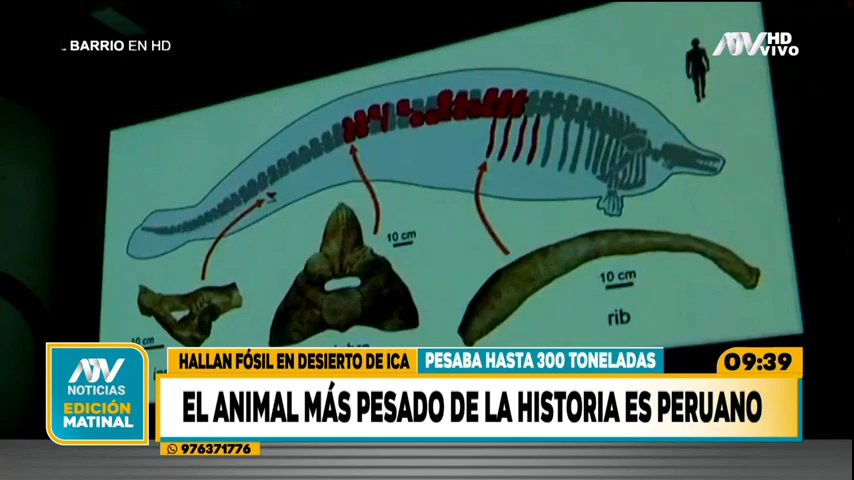 L BARRIO EN HD
ATV HD
VIVO
10 cm
10 cm
rib
10 cm
HALLAN FÓSIL EN DESIERTO DE ICA
PESABA HASTA 300 TONELADAS
09:39
ATV
NOTICIAS
EDICIÓN
MATINAL
EL ANIMAL MÁS PESADO DE LA HISTORIA ES PERUANO
976371776